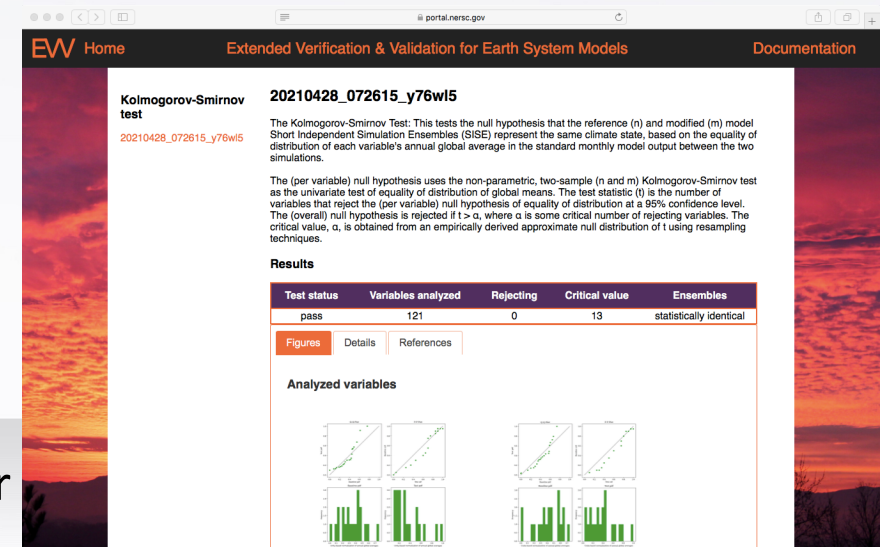 portal.nersc.gov
EV Home Extended Verification & Validation for Earth System Models Documentation
Kolmogorov-Smirnov
test
20210428_072615_y76wl5
20210428_072615_y76wl5
The Kolmogorov-Smirnov Test: This tests the null hypothesis that the reference (n) and modified (m) model
Short Independent Simulation Ensembles (SISE) represent the same climate state, based on the equality of
distribution of each variable's annual global average in the standard monthly model output between the two
simulations.
The (per variable) null hypothesis uses the non-parametric, two-sample (n and m) Kolmogorov-Smirnov test
as the univariate test of equality of distribution of global means. The test statistic (t) is the number of
variables that reject the (per variable) null hypothesis of equality of distribution at a 95% confidence level.
The (overall) null hypothesis is rejected if t > α, where α is some critical number of rejecting variables. The
critical value, α, is obtained from an empirically derived approximate null distribution of t using resampling
techniques.
Results
Test status Variables analyzed Rejecting Critical value Ensembles
pass 121 0 13 statistically identical
Figures Details References
Analyzed variables
r